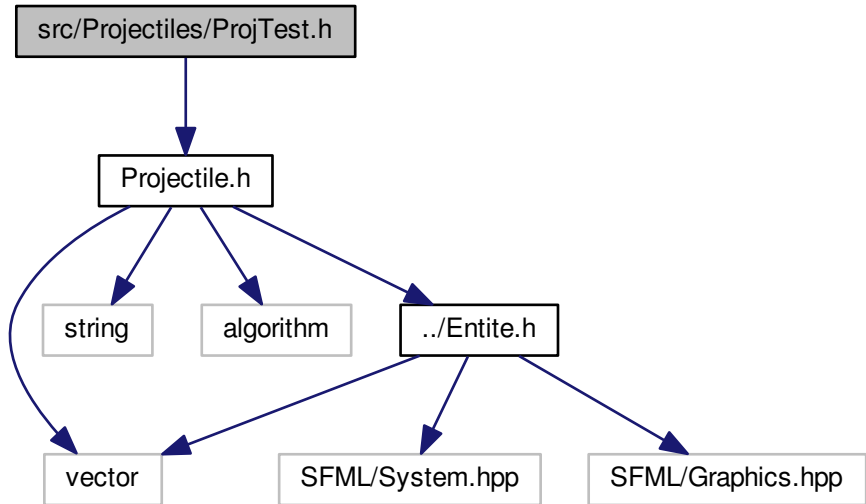 src/Projectiles/ProjTest.h
Projectile.h
string
algorithm
../Entite.h
vector
SFML/System.hpp
SFML/Graphics.hpp